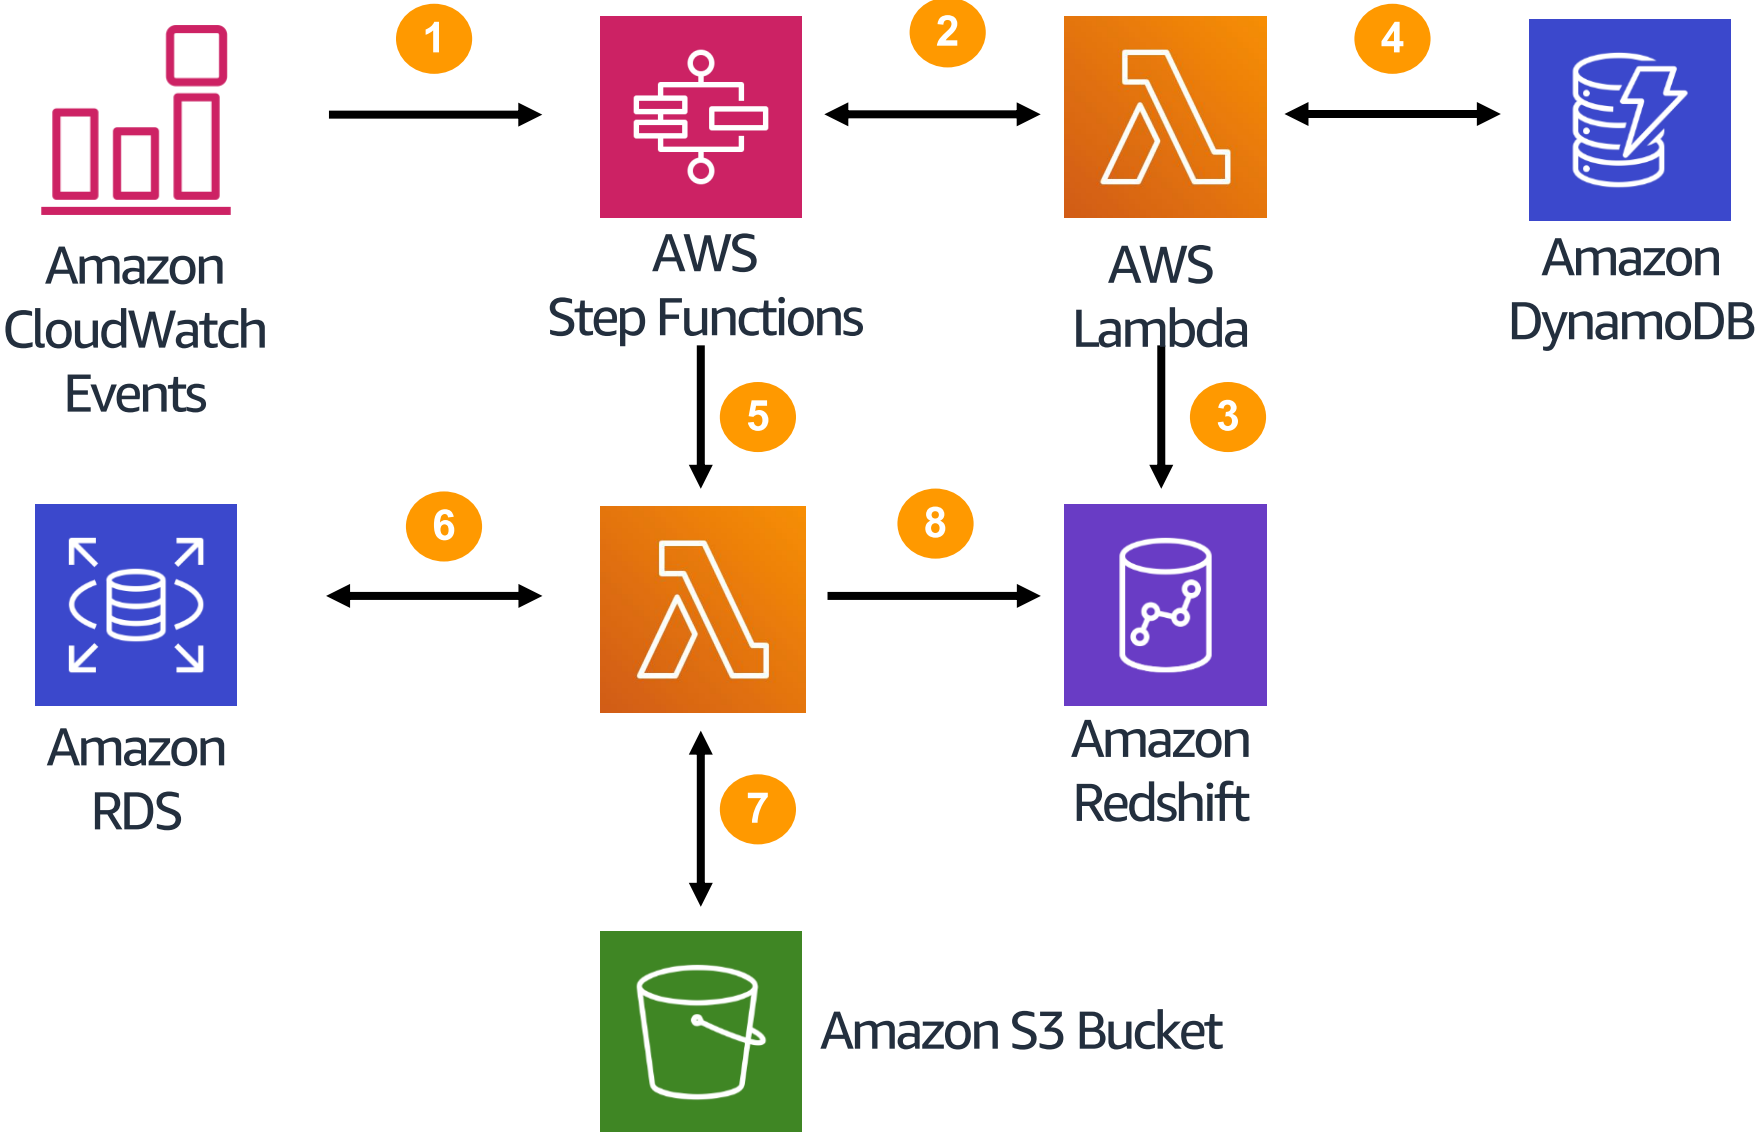 1
2
4
Amazon
CloudWatch
Events
AWS
Step Functions
AWS
Lambda
Amazon
DynamoDB
5
3
6
8
Amazon
RDS
Amazon
Redshift
7
Amazon S3 Bucket